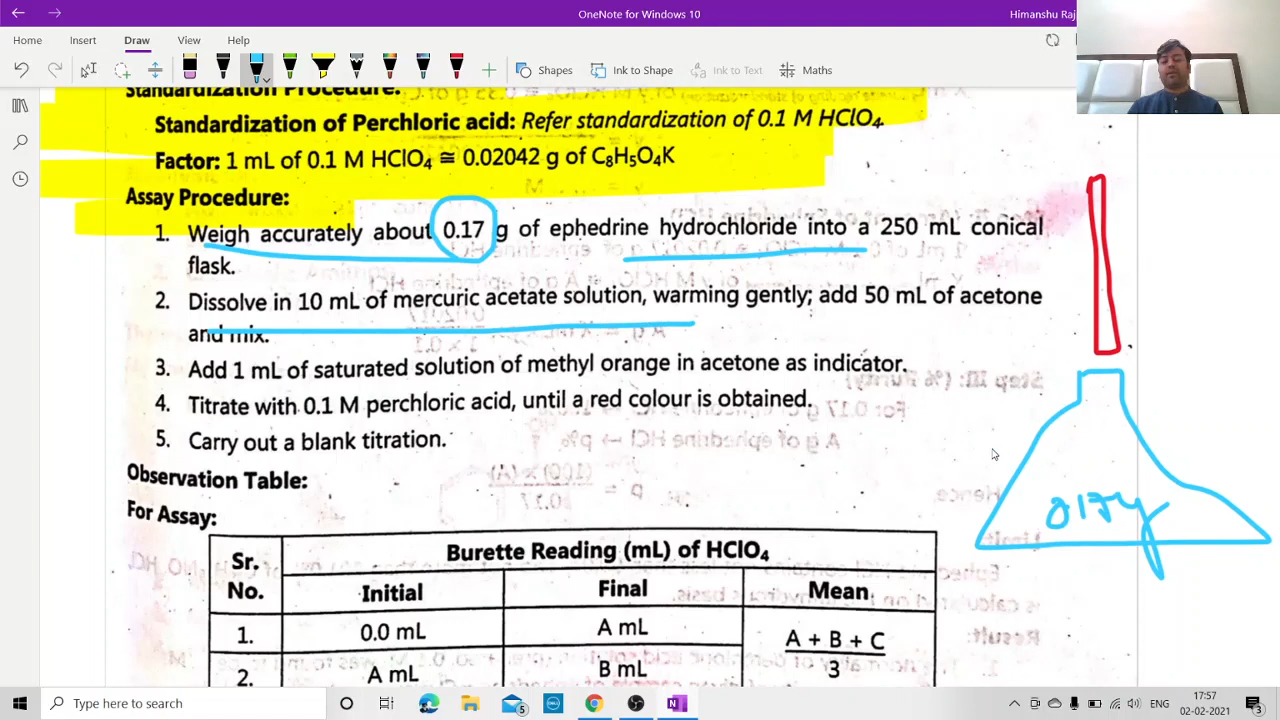 OneNote for Windows 10
Himanshu Raj
Home Insert Draw View Help
Shapes Ink to Shape Ink to Text Maths
Standardization Procedure:
Standardization of Perchloric acid: Refer standardization of 0.1 M HClO₄.
Factor: 1 mL of 0.1 M HClO₄ ≅ 0.02042 g of C₈H₅O₄K
Assay Procedure:
1. Weigh accurately about 0.17 g of ephedrine hydrochloride into a 250 mL conical
flask.
2. Dissolve in 10 mL of mercuric acetate solution, warming gently; add 50 mL of acetone
and mix.
3. Add 1 mL of saturated solution of methyl orange in acetone as indicator.
4. Titrate with 0.1 M perchloric acid, until a red colour is obtained.
5. Carry out a blank titration.
Observation Table:
For Assay:
Sr. No. Burette Reading (mL) of HClO₄
Initial Final Mean
1. 0.0 mL A mL A + B + C
3
2. A mL B mL
Type here to search
5
ENG
17:57
02-02-2021
3